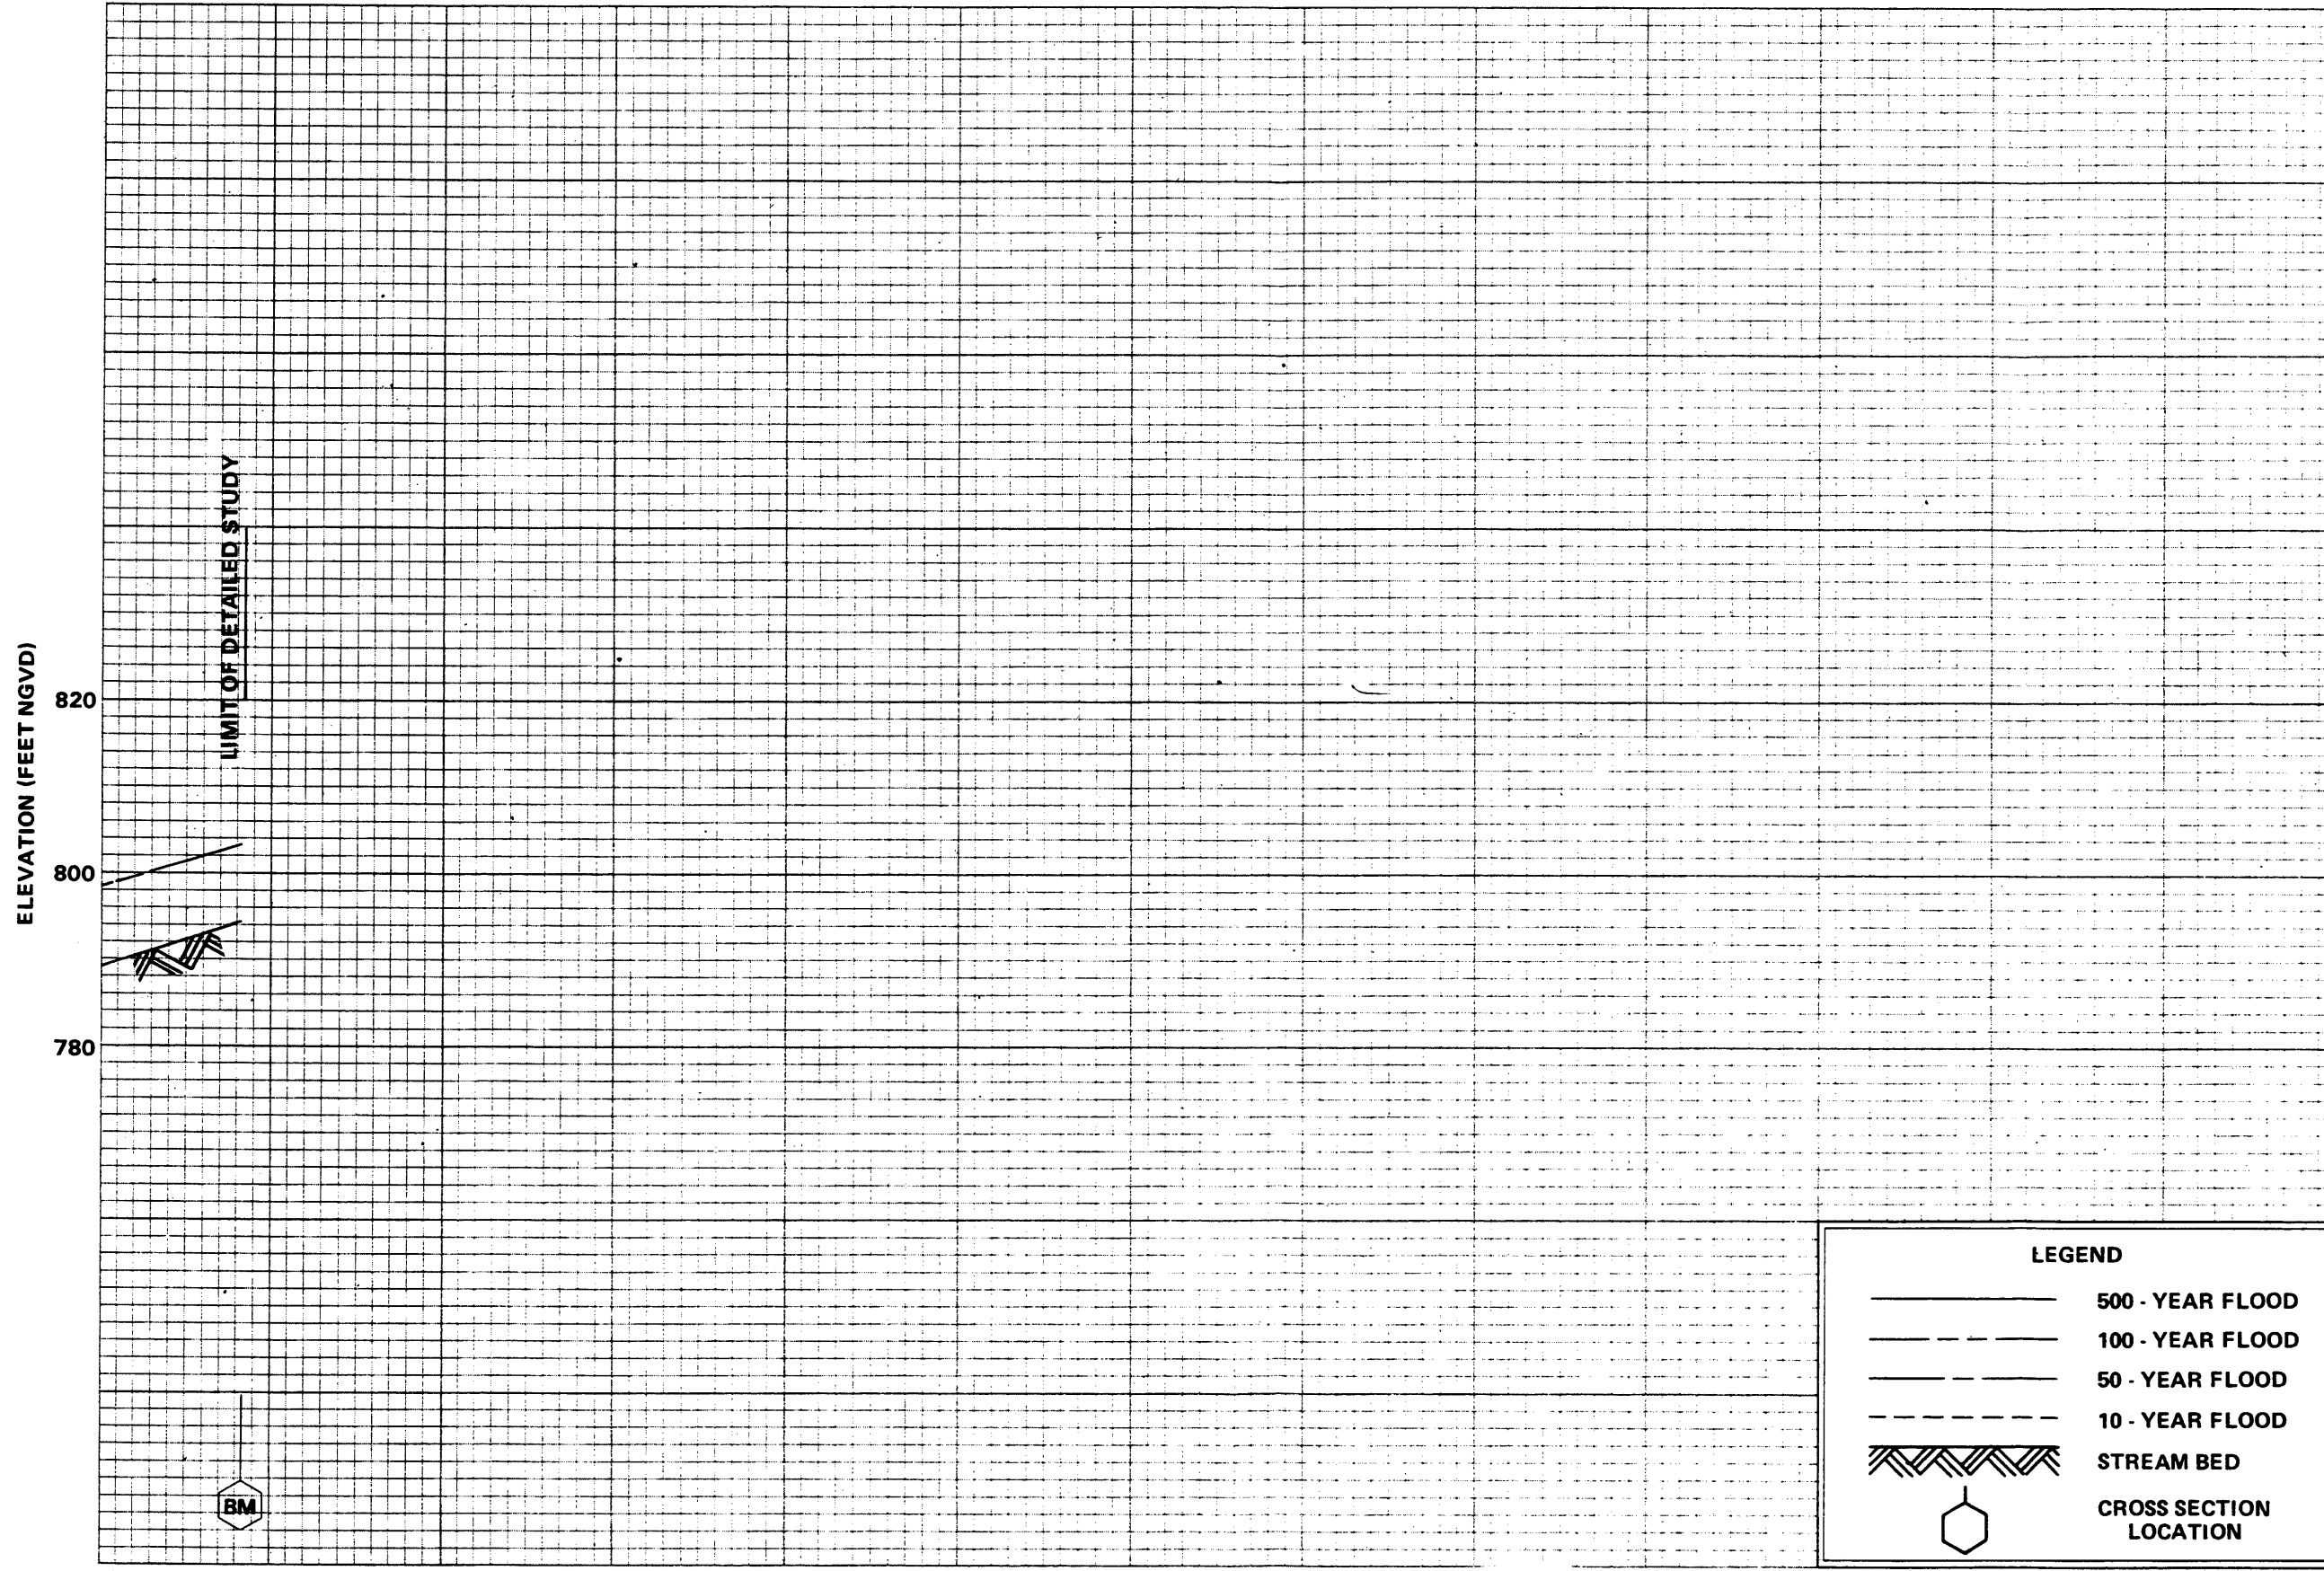 LIMIT OF DETAILED STUDY
ELEVATION (FEET NGVD)
820
800
780
BM
LEGEND
500 - YEAR FLOOD
100 - YEAR FLOOD
50 - YEAR FLOOD
10 - YEAR FLOOD
STREAM BED
CROSS SECTION
LOCATION